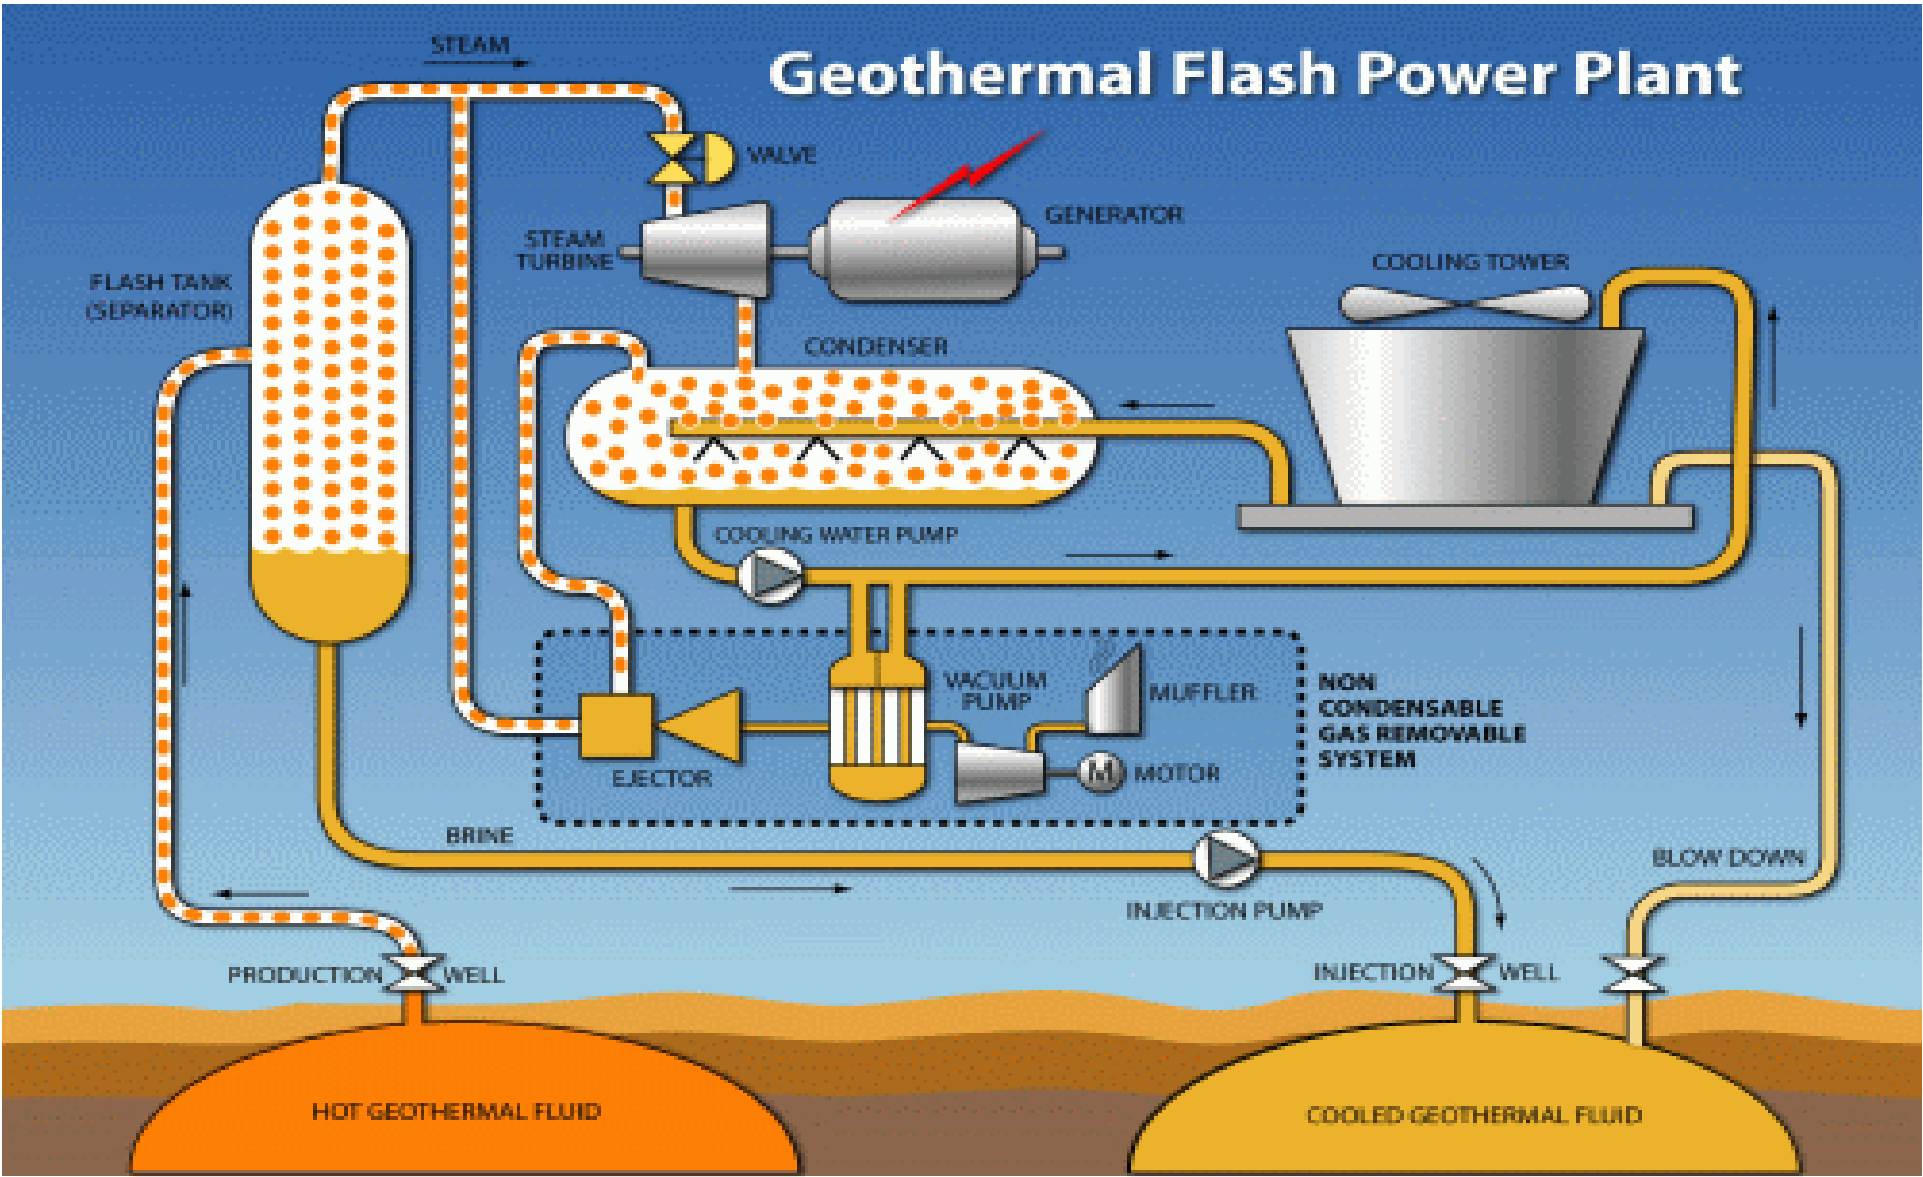 STEAM
Geothermal Flash Power Plant
VALVE
GENERATOR
STEAM
TURBINE
COOLING TOWER
FLASH TANK
(SEPARATOR)
CONDENSER
COOLING WATER PUMP
VACUUM
PUMP
MUFFLER
NON
CONDENSABLE
GAS REMOVABLE
SYSTEM
EJECTOR
M
MOTOR
BRINE
BLOW DOWN
INJECTION PUMP
PRODUCTION WELL
INJECTION WELL
HOT GEOTHERMAL FLUID
COOLED GEOTHERMAL FLUID